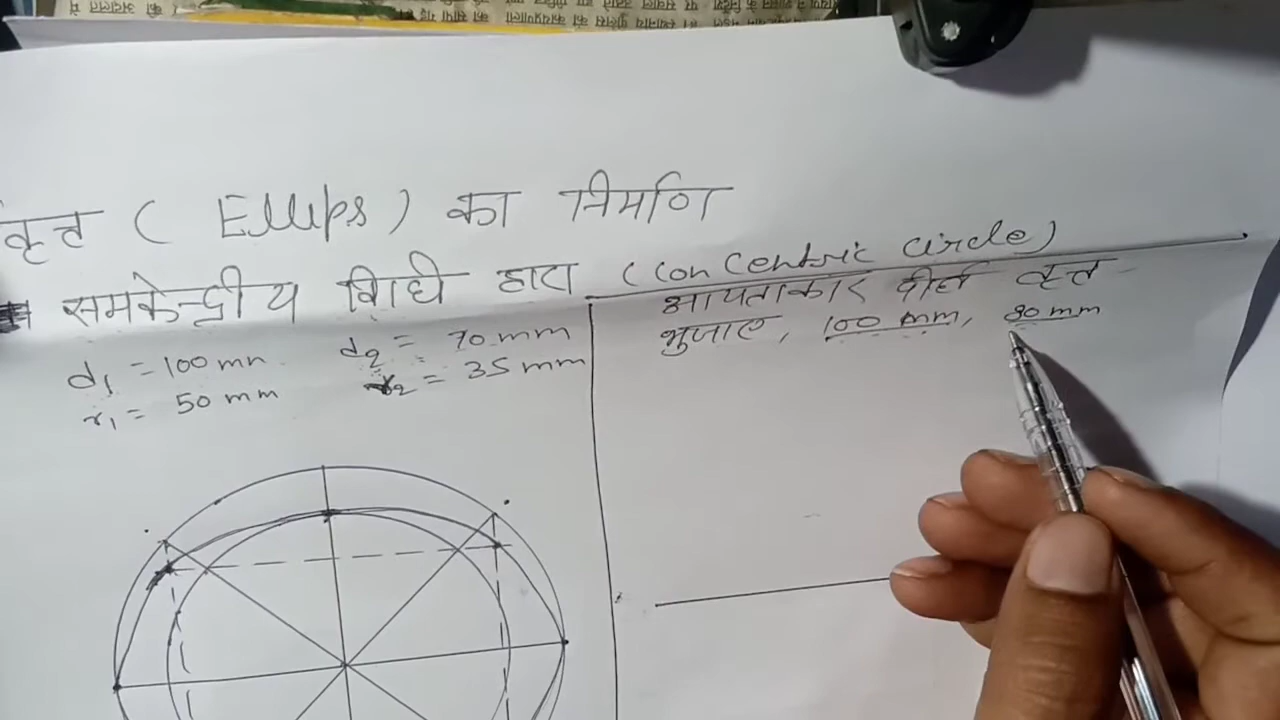 वृत्त ( Ellips ) का निर्माण
समकेन्द्रीय विधि द्वारा (Con Centric Circle)
d₁ = 100 mm d₂ = 70 mm
r₁ = 50 mm r₂ = 35 mm
आयताकार दीर्घ वृत्त
भुजाए, 100 mm, 80 mm